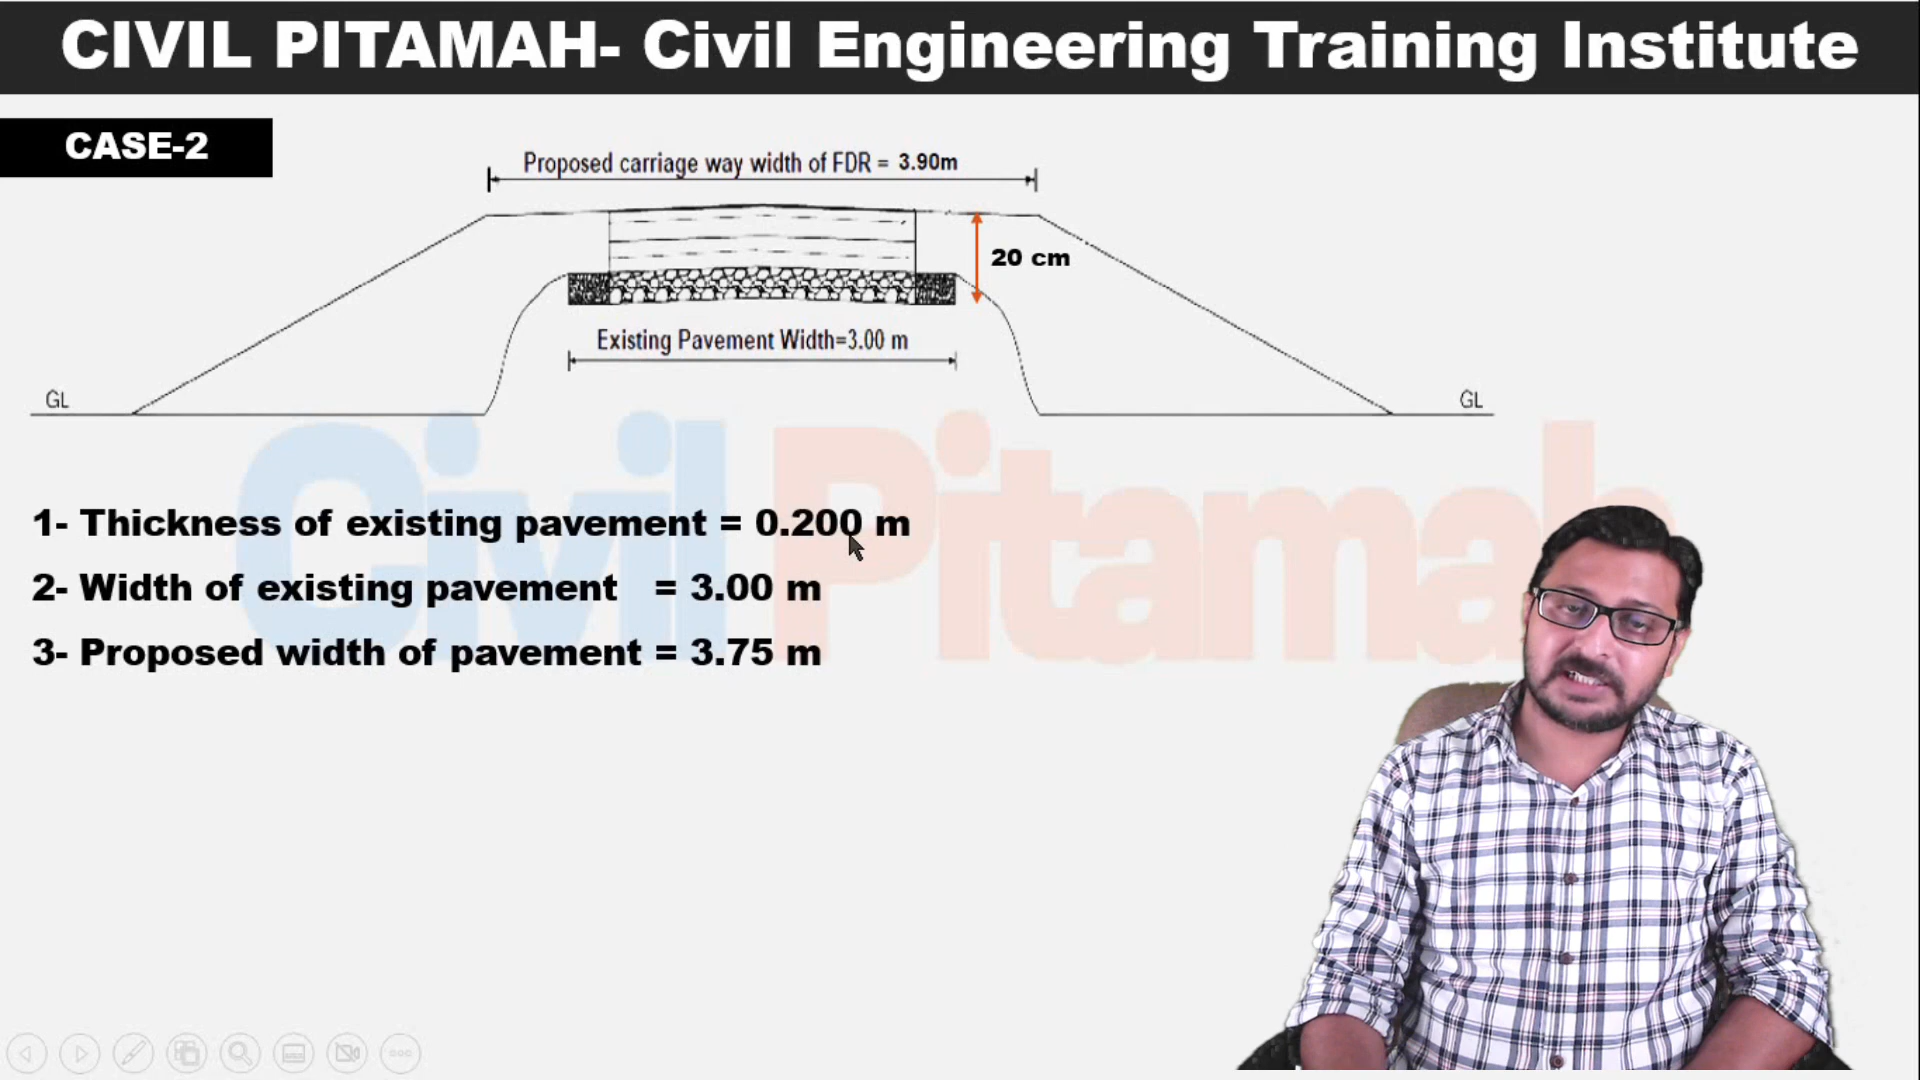 CIVIL PITAMAH- Civil Engineering Training Institute
CASE-2
Proposed carriage way width of FDR = 3.90m
20 cm
Existing Pavement Width=3.00 m
GL
GL
Civil Pitamah
1- Thickness of existing pavement = 0.200 m
2- Width of existing pavement = 3.00 m
3- Proposed width of pavement = 3.75 m